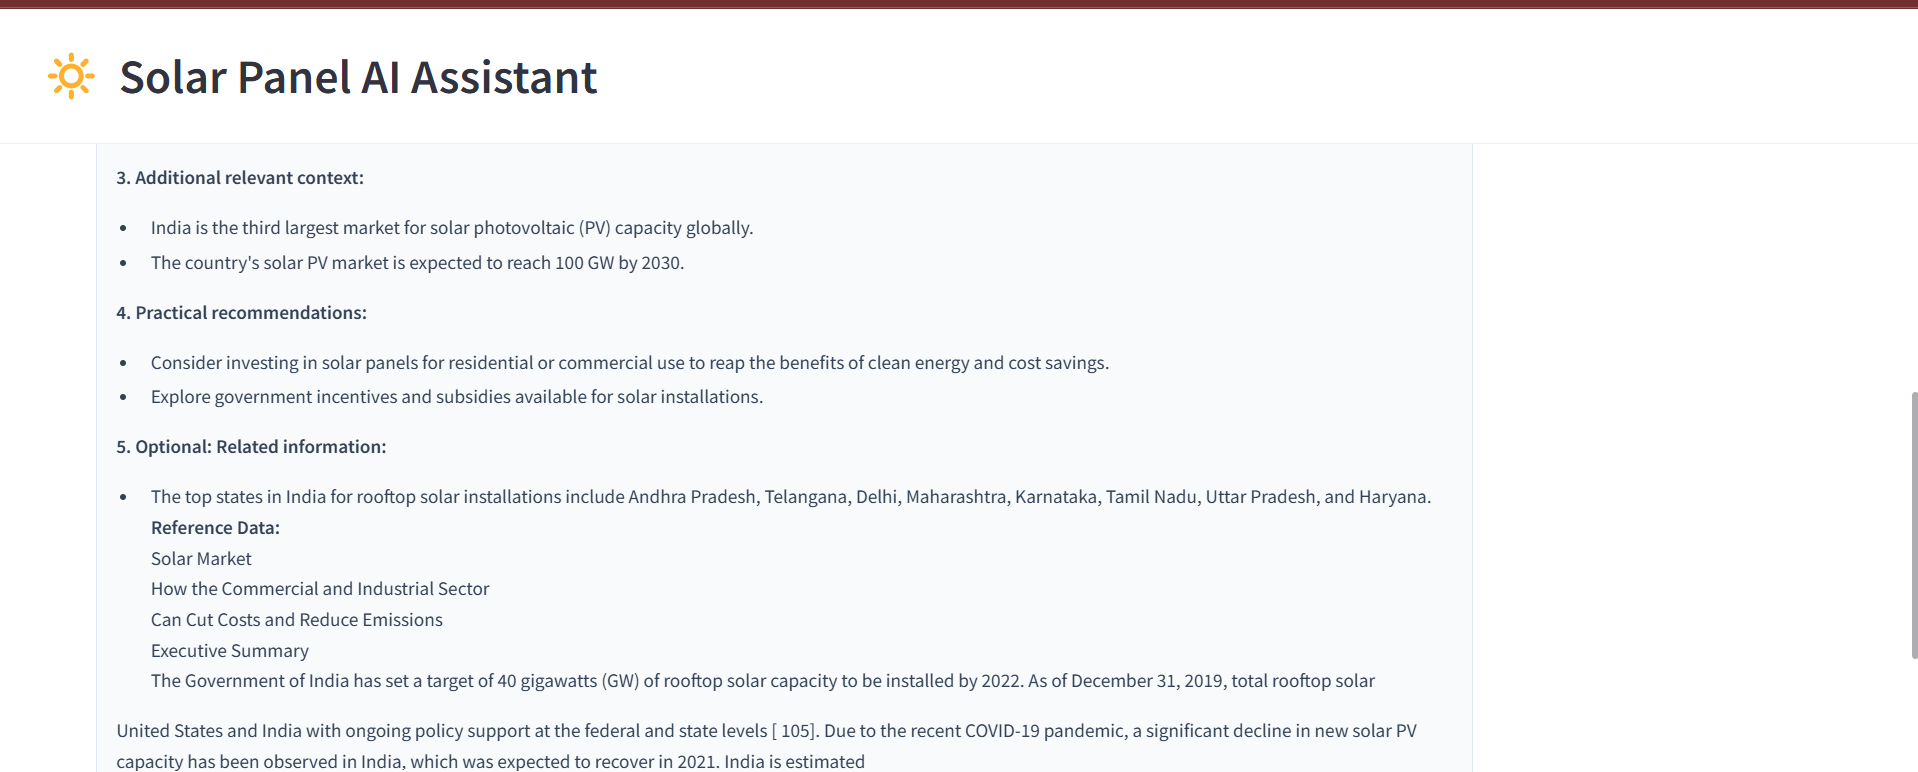 Solar Panel AI Assistant
3. Additional relevant context:
• India is the third largest market for solar photovoltaic (PV) capacity globally.
• The country's solar PV market is expected to reach 100 GW by 2030.
4. Practical recommendations:
• Consider investing in solar panels for residential or commercial use to reap the benefits of clean energy and cost savings.
• Explore government incentives and subsidies available for solar installations.
5. Optional: Related information:
• The top states in India for rooftop solar installations include Andhra Pradesh, Telangana, Delhi, Maharashtra, Karnataka, Tamil Nadu, Uttar Pradesh, and Haryana.
Reference Data:
Solar Market
How the Commercial and Industrial Sector
Can Cut Costs and Reduce Emissions
Executive Summary
The Government of India has set a target of 40 gigawatts (GW) of rooftop solar capacity to be installed by 2022. As of December 31, 2019, total rooftop solar
United States and India with ongoing policy support at the federal and state levels [ 105]. Due to the recent COVID-19 pandemic, a significant decline in new solar PV
capacity has been observed in India, which was expected to recover in 2021. India is estimated